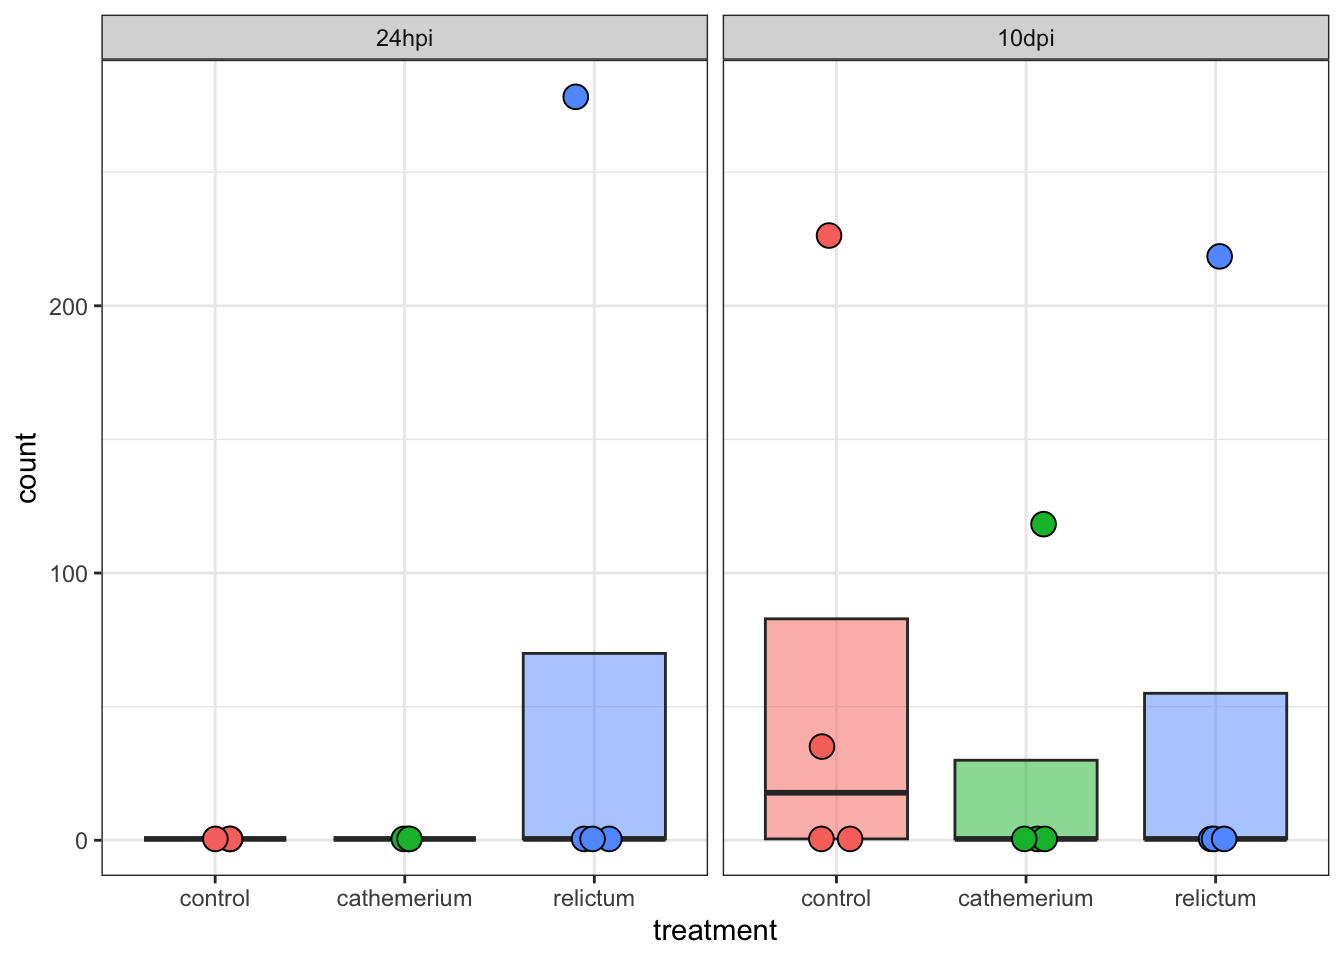 24hpi
10dpi
count
200
100
0
control
cathemerium
relictum
control
cathemerium
relictum
treatment